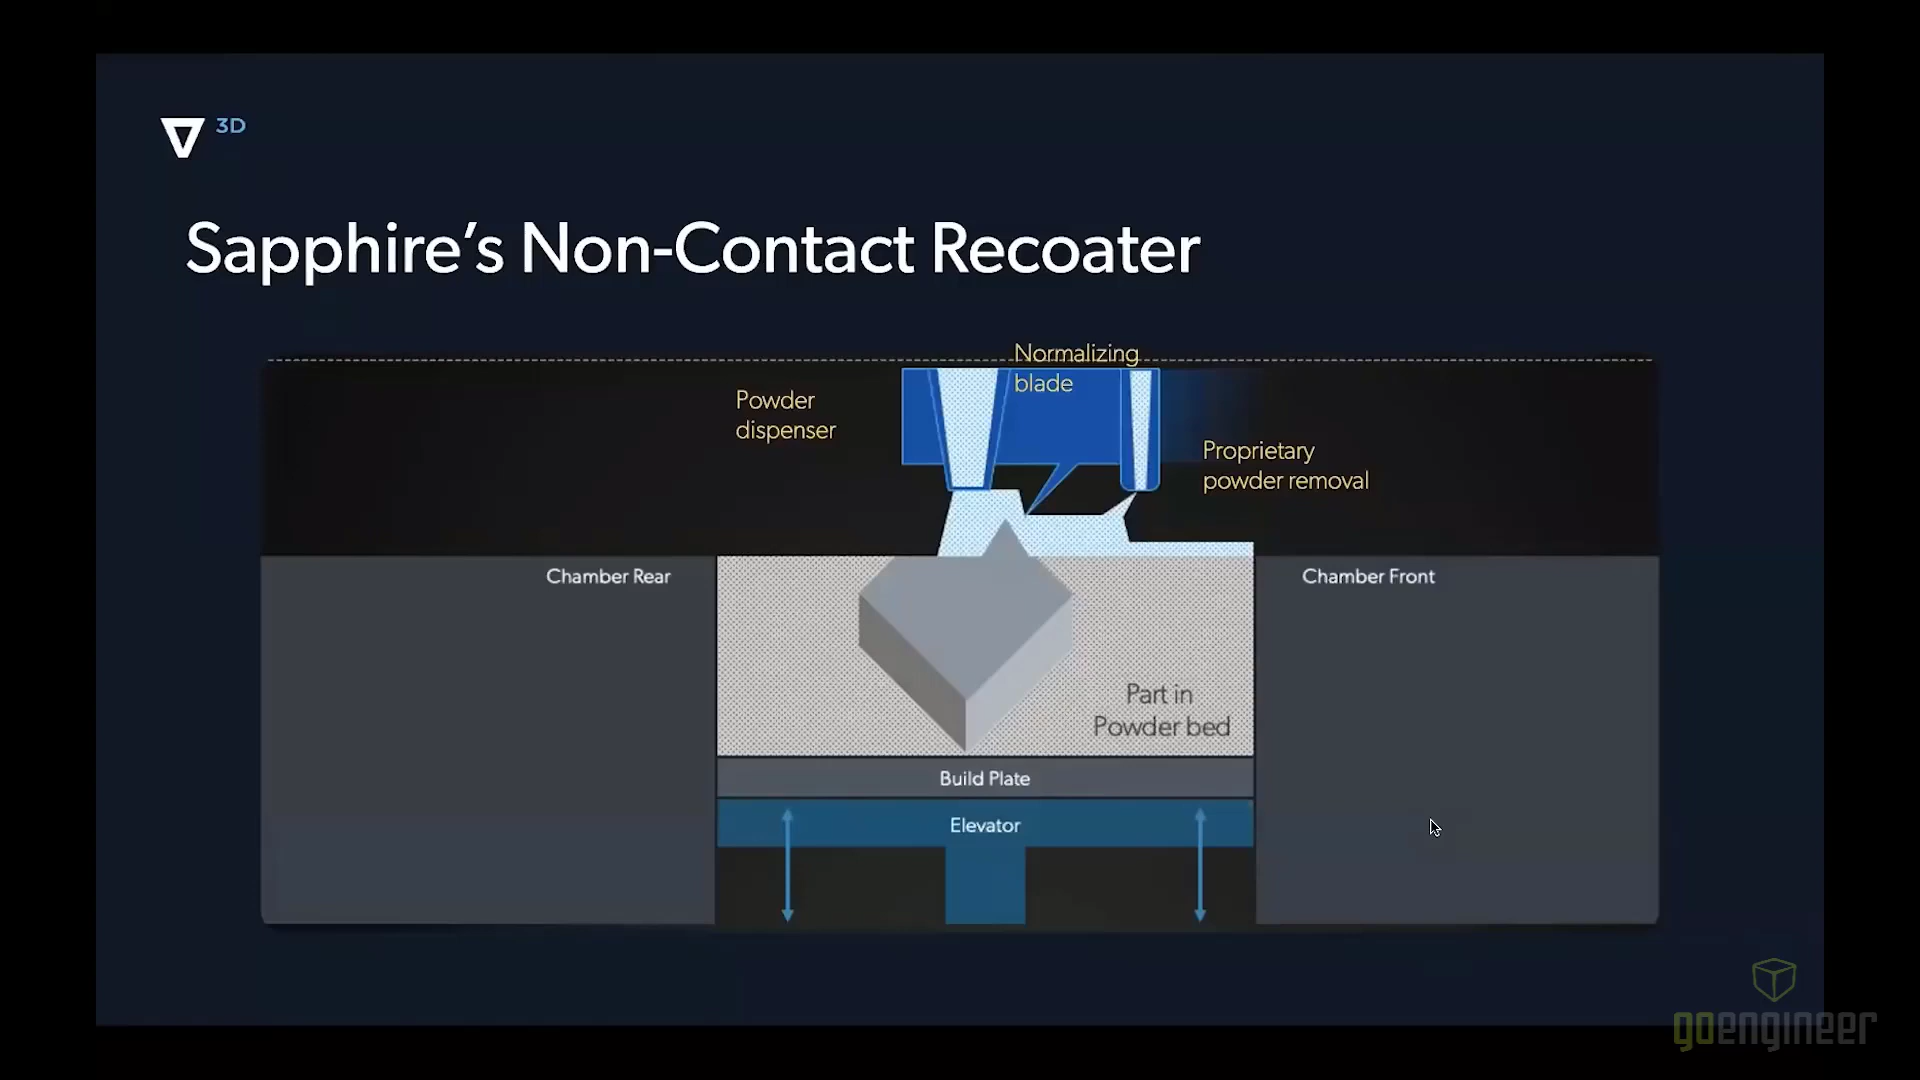 3D
Sapphire's Non-Contact Recoater
Normalizing
blade
Powder
dispenser
Proprietary
powder removal
Chamber Rear
Chamber Front
Part in
Powder bed
Build Plate
Elevator
goengineer